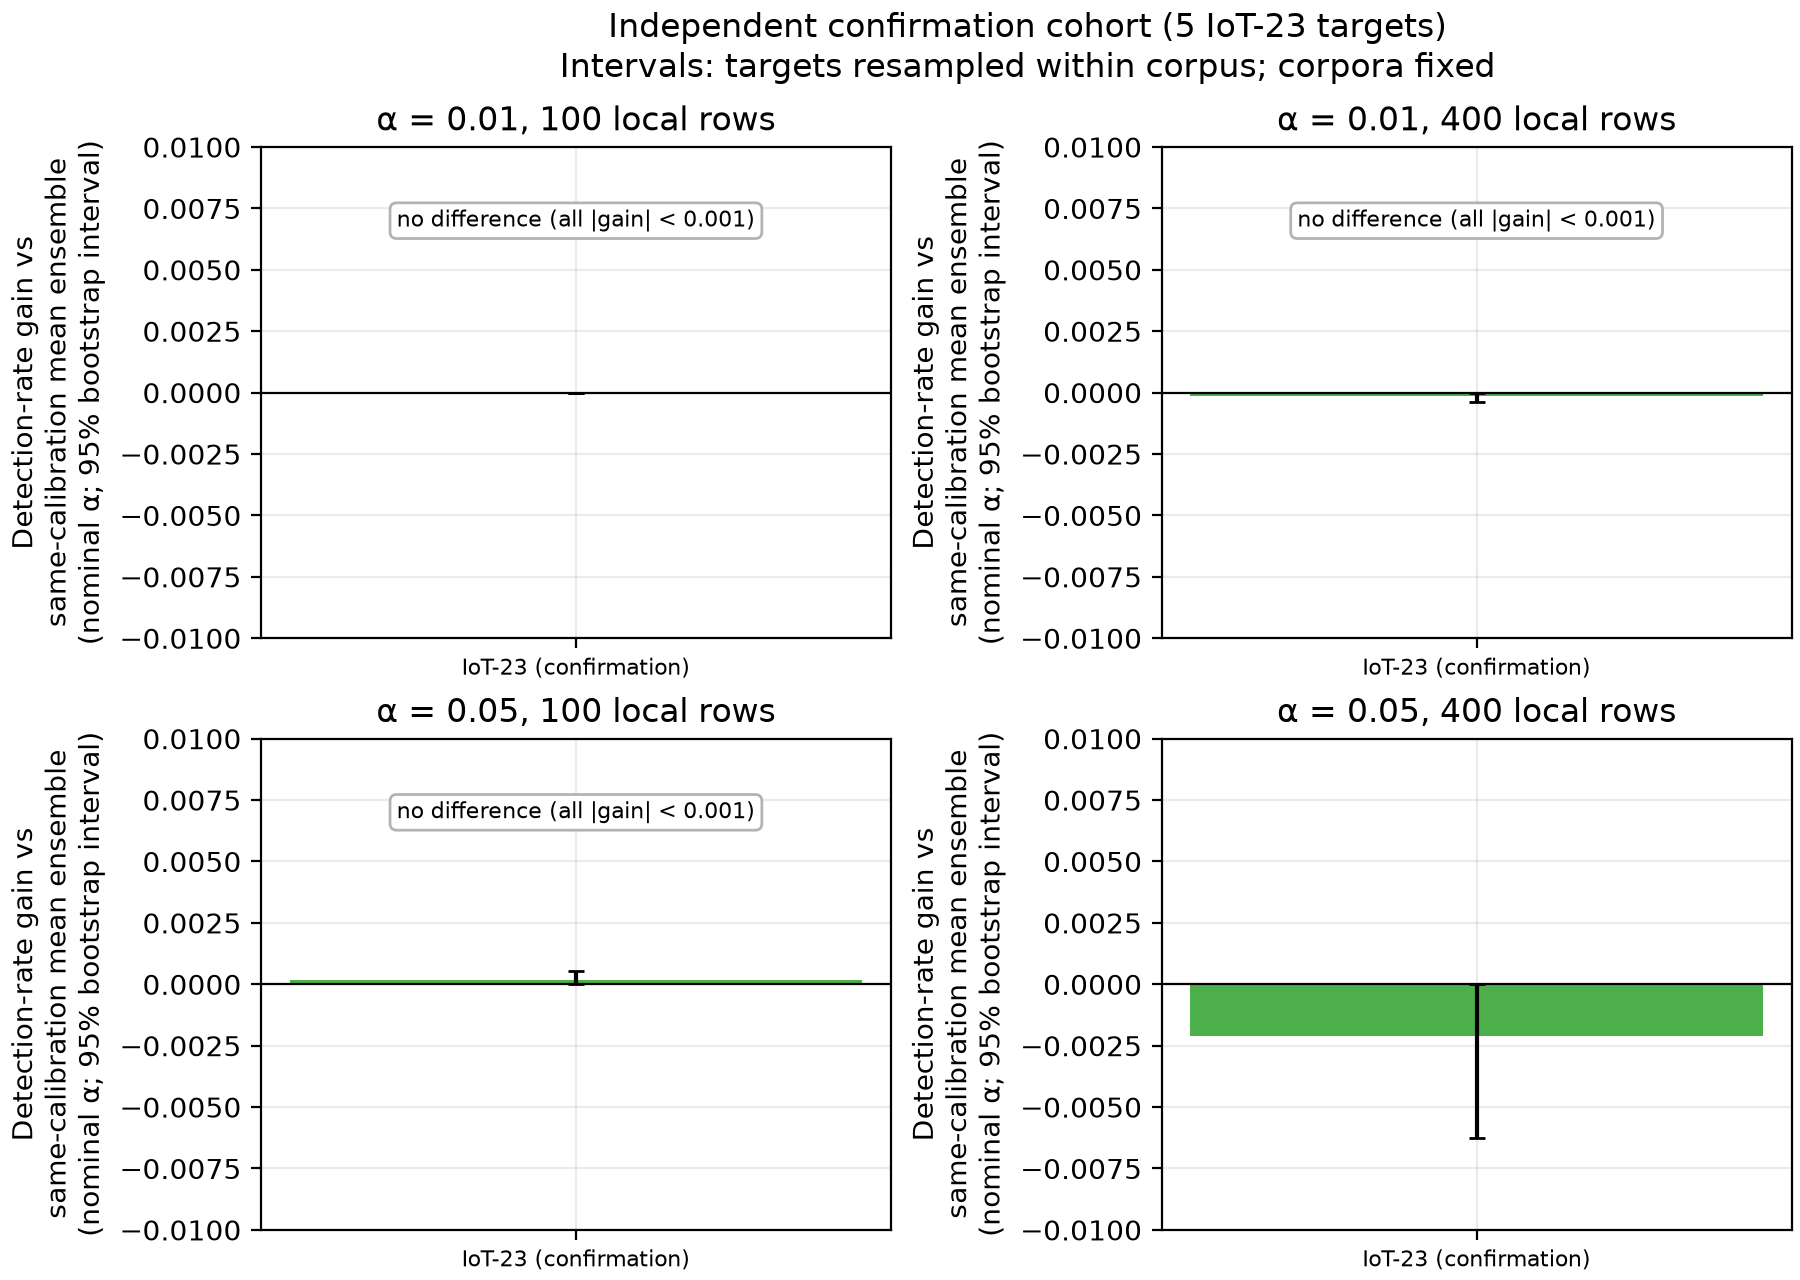 Independent confirmation cohort (5 IoT-23 targets)
Intervals: targets resampled within corpus; corpora fixed
α = 0.01, 100 local rows
Detection-rate gain vs
same-calibration mean ensemble
(nominal α; 95% bootstrap interval)
0.0100
0.0075
0.0050
0.0025
0.0000
−0.0025
−0.0050
−0.0075
−0.0100
no difference (all |gain| < 0.001)
IoT-23 (confirmation)
α = 0.01, 400 local rows
Detection-rate gain vs
same-calibration mean ensemble
(nominal α; 95% bootstrap interval)
0.0100
0.0075
0.0050
0.0025
0.0000
−0.0025
−0.0050
−0.0075
−0.0100
no difference (all |gain| < 0.001)
IoT-23 (confirmation)
α = 0.05, 100 local rows
Detection-rate gain vs
same-calibration mean ensemble
(nominal α; 95% bootstrap interval)
0.0100
0.0075
0.0050
0.0025
0.0000
−0.0025
−0.0050
−0.0075
−0.0100
no difference (all |gain| < 0.001)
IoT-23 (confirmation)
α = 0.05, 400 local rows
Detection-rate gain vs
same-calibration mean ensemble
(nominal α; 95% bootstrap interval)
0.0100
0.0075
0.0050
0.0025
0.0000
−0.0025
−0.0050
−0.0075
−0.0100
IoT-23 (confirmation)